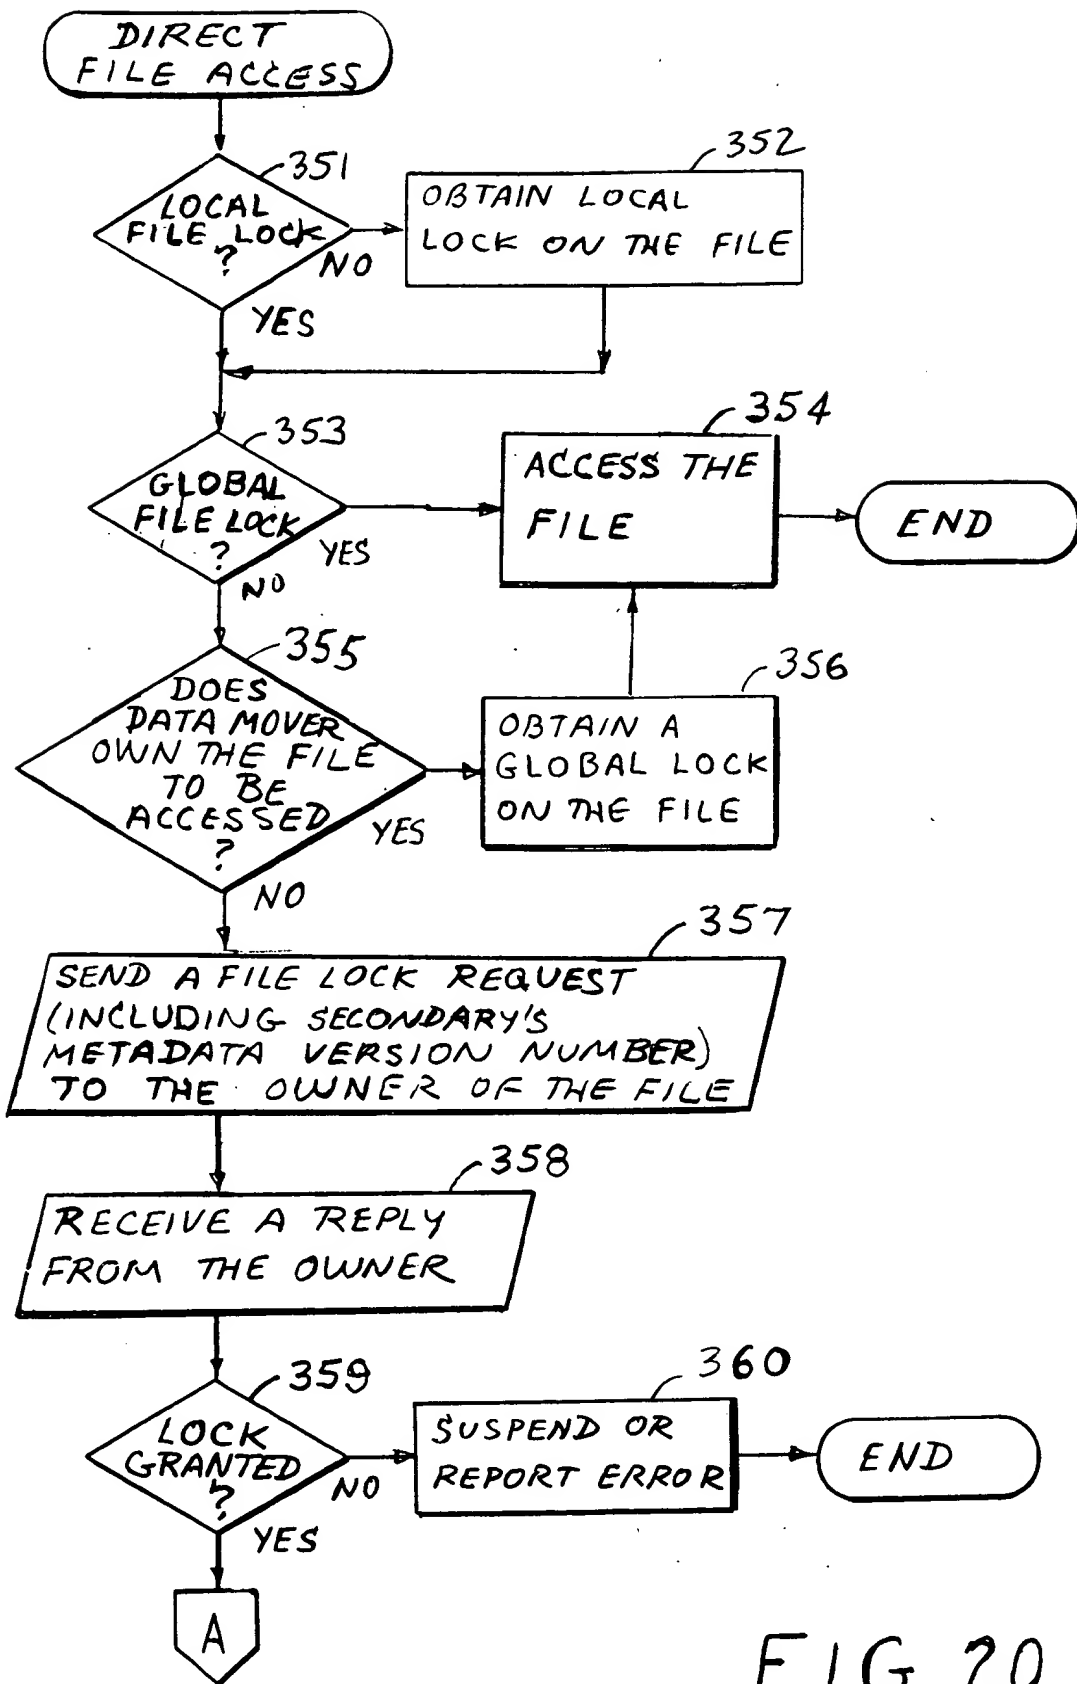 DIRECT
FILE ACCESS
351
LOCAL
FILE LOCK
?
NO
YES
352
OBTAIN LOCAL
LOCK ON THE FILE
353
GLOBAL
FILE LOCK
?
YES
NO
354
ACCESS THE
FILE
END
355
DOES
DATA MOVER
OWN THE FILE
TO BE
ACCESSED
?
YES
NO
356
OBTAIN A
GLOBAL LOCK
ON THE FILE
357
SEND A FILE LOCK REQUEST
(INCLUDING SECONDARY'S
METADATA VERSION NUMBER)
TO THE OWNER OF THE FILE
358
RECEIVE A REPLY
FROM THE OWNER
359
LOCK
GRANTED
?
NO
YES
360
SUSPEND OR
REPORT ERROR
END
A
FIG. 20